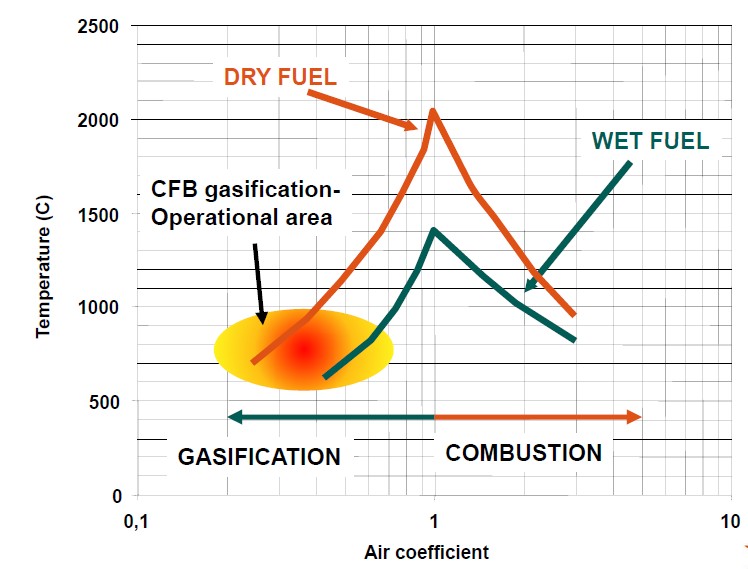 2500
DRY FUEL
2000
WET FUEL
CFB gasification-
Operational area
1500
Temperature (C)
1000
500
GASIFICATION
COMBUSTION
0
0,1
1
10
Air coefficient